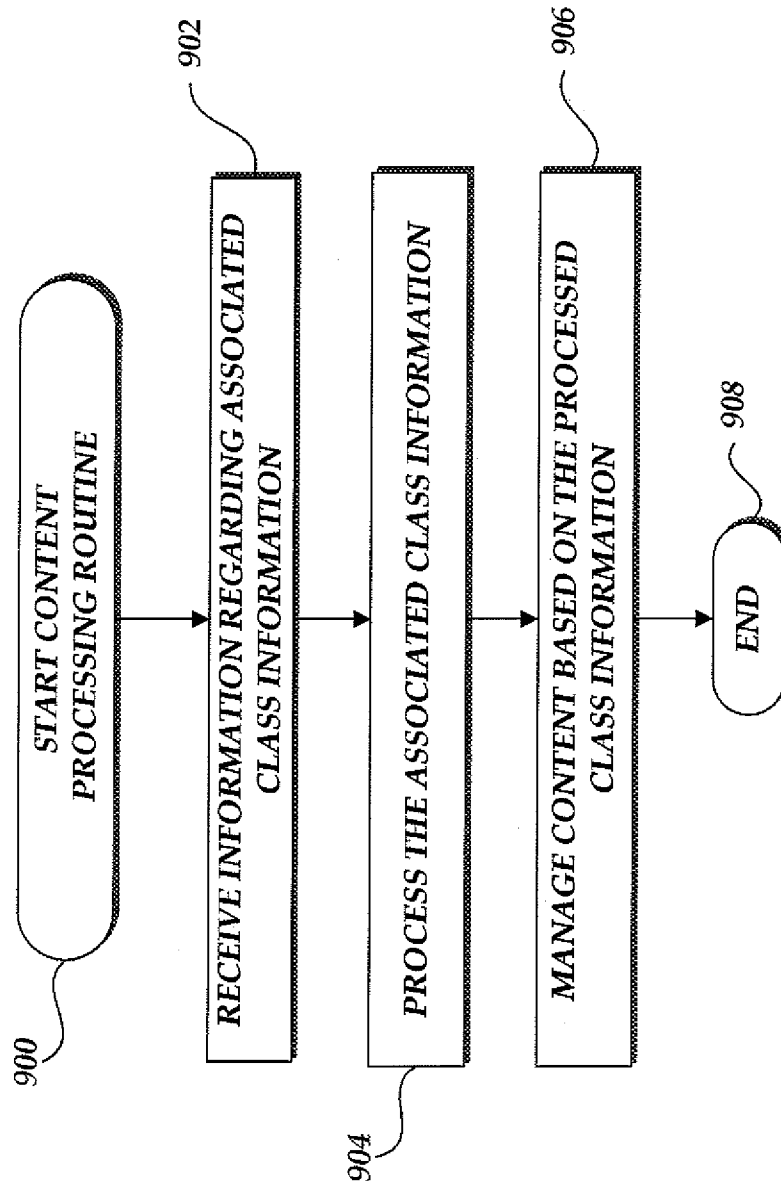 900
START CONTENT
PROCESSING ROUTINE
902
RECEIVE INFORMATION REGARDING ASSOCIATED
CLASS INFORMATION
904
PROCESS THE ASSOCIATED CLASS INFORMATION
906
MANAGE CONTENT BASED ON THE PROCESSED
CLASS INFORMATION
908
END